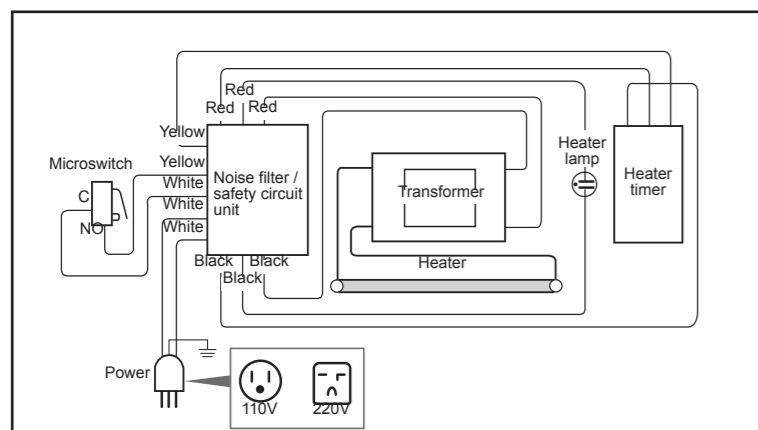 Red
Red
Red
Yellow
Yellow
White
White
White
Microswitch
C
NO
Noise filter /
safety circuit
unit
Transformer
Heater
lamp
Heater
timer
Black
Black
Black
Heater
Power
110V
220V